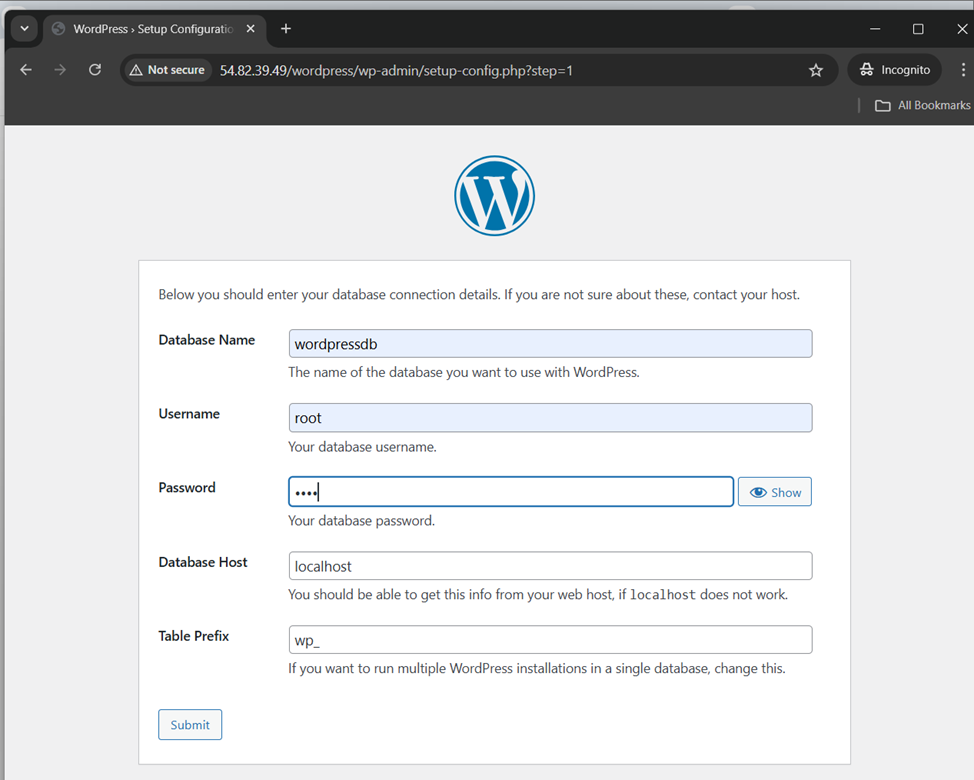 WordPress › Setup Configuratio
Not secure
54.82.39.49/wordpress/wp-admin/setup-config.php?step=1
Incognito
All Bookmarks
Below you should enter your database connection details. If you are not sure about these, contact your host.
Database Name
wordpressdb
The name of the database you want to use with WordPress.
Username
root
Your database username.
Password
••••
Show
Your database password.
Database Host
localhost
You should be able to get this info from your web host, if localhost does not work.
Table Prefix
wp_
If you want to run multiple WordPress installations in a single database, change this.
Submit